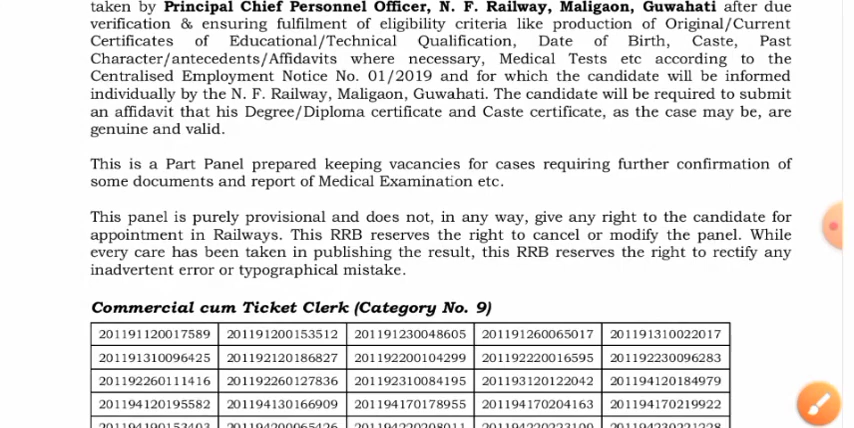 taken by Principal Chief Personnel Officer, N. F. Railway, Maligaon, Guwahati after due
verification & ensuring fulfilment of eligibility criteria like production of Original/Current
Certificates of Educational/Technical Qualification, Date of Birth, Caste, Past
Character/antecedents/Affidavits where necessary, Medical Tests etc according to the
Centralised Employment Notice No. 01/2019 and for which the candidate will be informed
individually by the N. F. Railway, Maligaon, Guwahati. The candidate will be required to submit
an affidavit that his Degree/Diploma certificate and Caste certificate, as the case may be, are
genuine and valid.
This is a Part Panel prepared keeping vacancies for cases requiring further confirmation of
some documents and report of Medical Examination etc.
This panel is purely provisional and does not, in any way, give any right to the candidate for
appointment in Railways. This RRB reserves the right to cancel or modify the panel. While
every care has been taken in publishing the result, this RRB reserves the right to rectify any
inadvertent error or typographical mistake.
Commercial cum Ticket Clerk (Category No. 9)
201191120017589 201191200153512 201191230048605 201191260065017 201191310022017
201191310096425 201192120186827 201192200104299 201192220016595 201192230096283
201192260111416 201192260127836 201192310084195 201193120122042 201194120184979
201194120195582 201194130166909 201194170178955 201194170204163 201194170219922